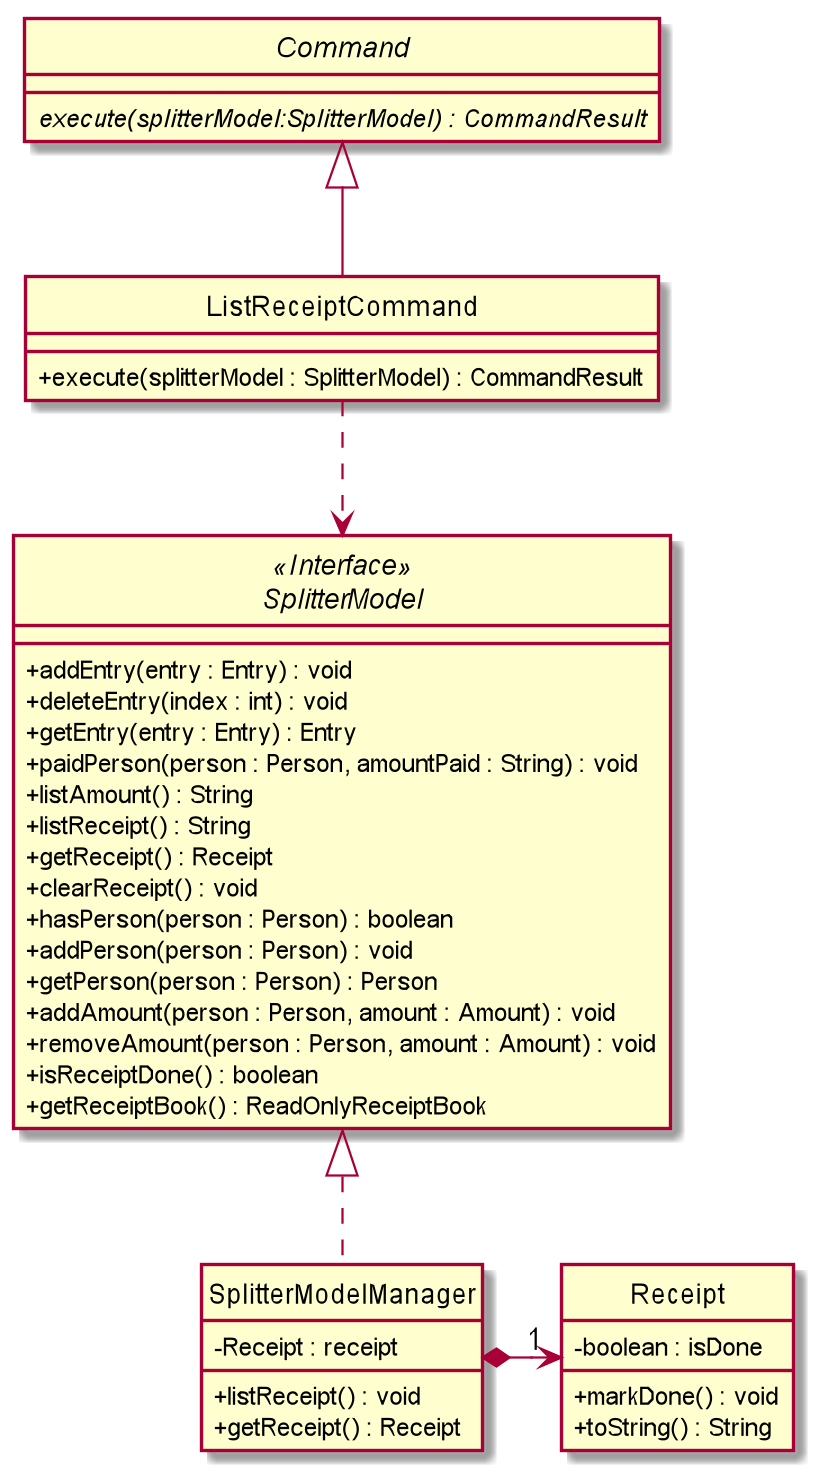 Command
execute(splitterModel:SplitterModel) : CommandResult
ListReceiptCommand
+execute(splitterModel : SplitterModel) : CommandResult
«Interface»
SplitterModel
+addEntry(entry : Entry) : void
+deleteEntry(index : int) : void
+getEntry(entry : Entry) : Entry
+paidPerson(person : Person, amountPaid : String) : void
+listAmount() : String
+listReceipt() : String
+getReceipt() : Receipt
+clearReceipt() : void
+hasPerson(person : Person) : boolean
+addPerson(person : Person) : void
+getPerson(person : Person) : Person
+addAmount(person : Person, amount : Amount) : void
+removeAmount(person : Person, amount : Amount) : void
+isReceiptDone() : boolean
+getReceiptBook() : ReadOnlyReceiptBook
SplitterModelManager
-Receipt : receipt
+listReceipt() : void
+getReceipt() : Receipt
1
Receipt
-boolean : isDone
+markDone() : void
+toString() : String